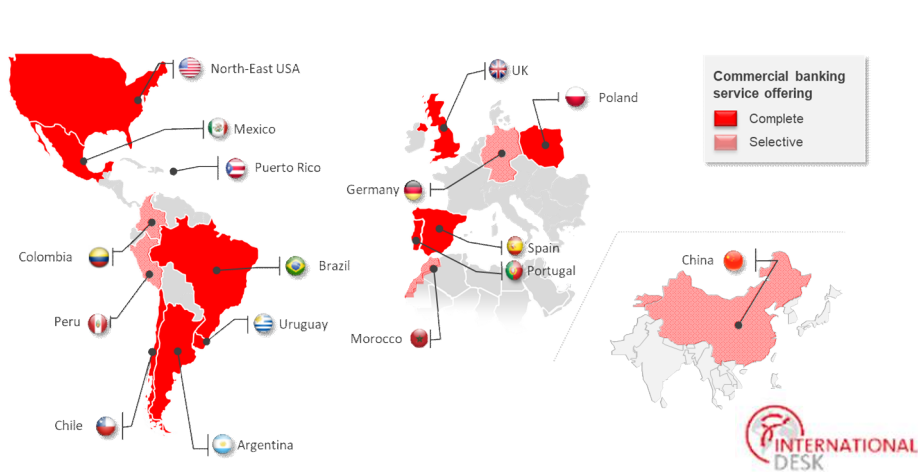 North-East USA
Mexico
Puerto Rico
Colombia
Brazil
Peru
Uruguay
Chile
Argentina
UK
Poland
Germany
Spain
Portugal
Morocco
Commercial banking
service offering
Complete
Selective
China
INTERNATIONAL
DESK